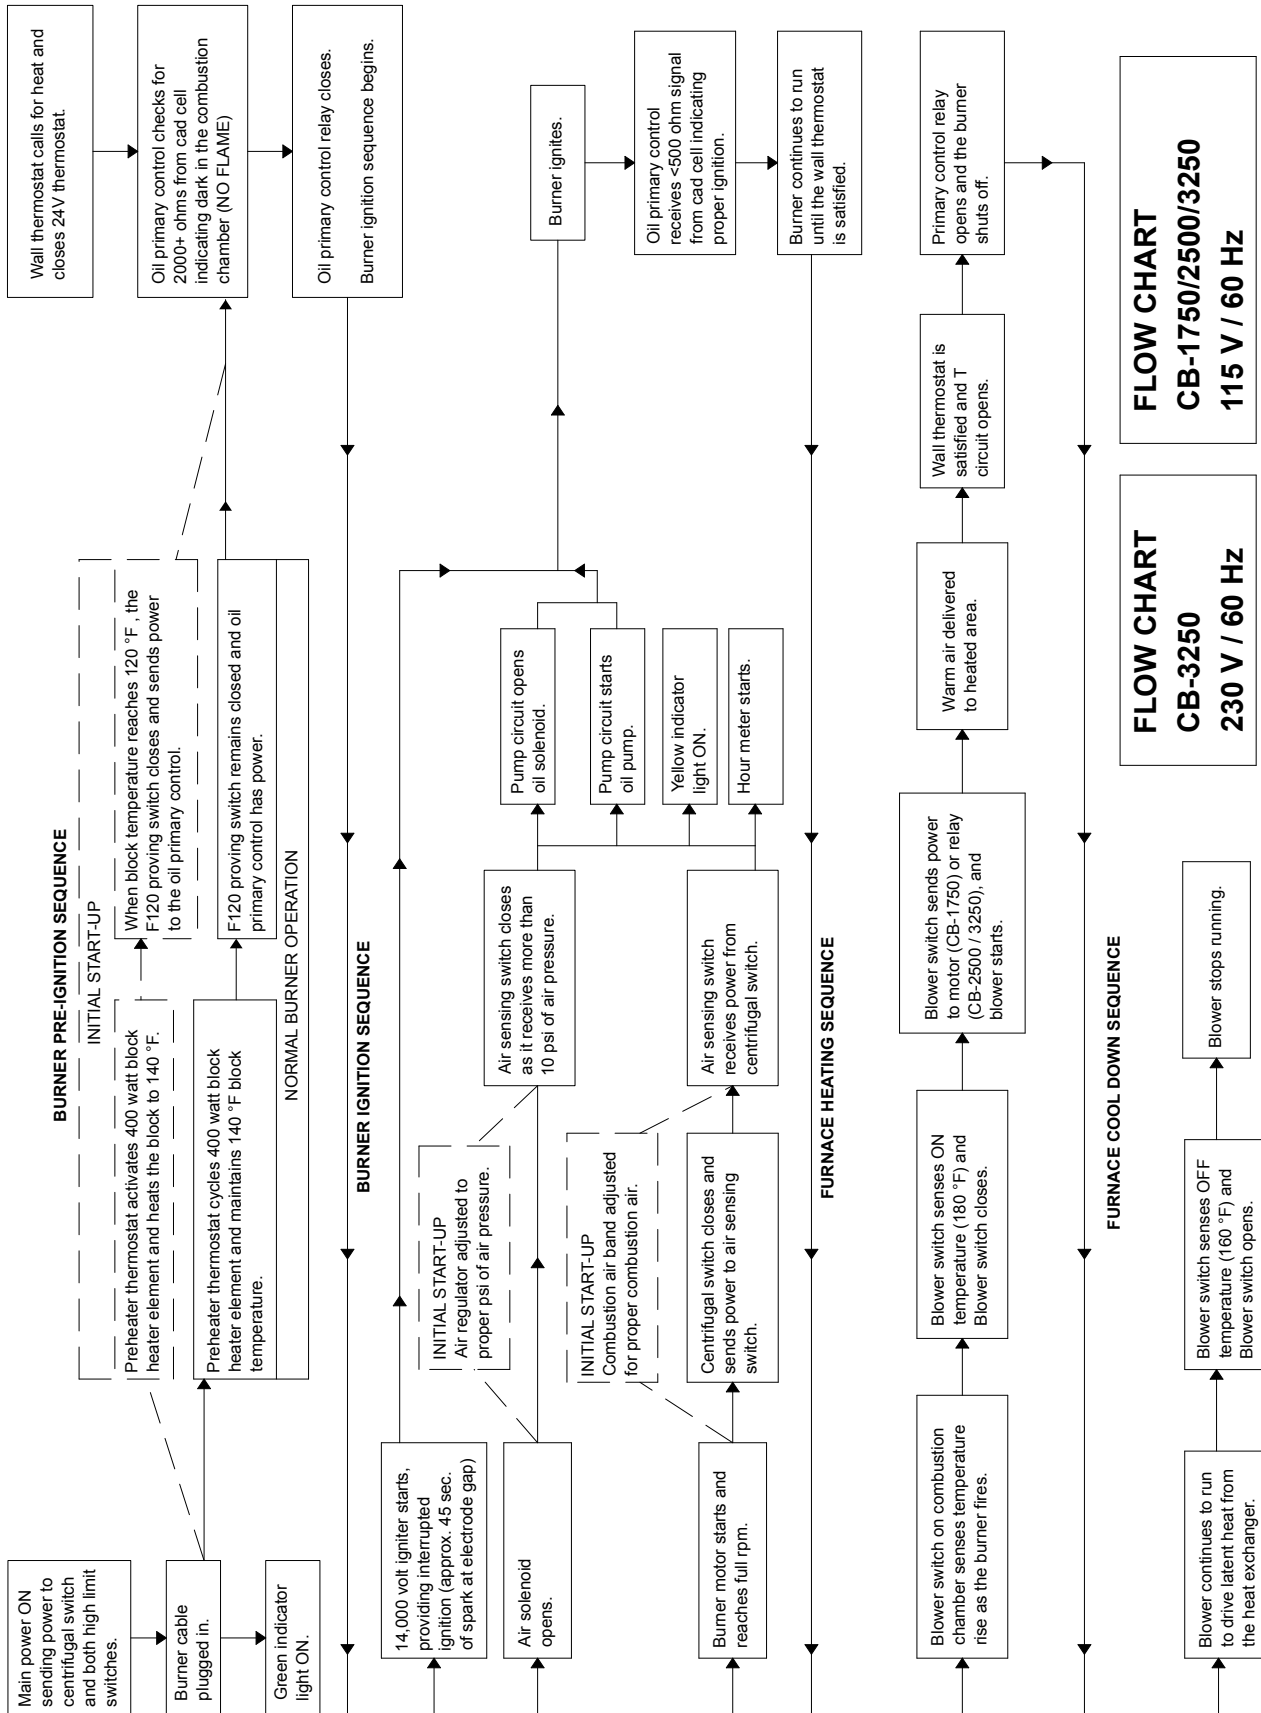 BURNER PRE-IGNITION SEQUENCE
Main power ON
sending power to
centrifugal switch
and both high limit
switches.
Burner cable
plugged in.
Green indicator
light ON.
INITIAL START-UP
Preheater thermostat activates 400 watt block
heater element and heats the block to 140 °F.
When block temperature reaches 120 °F , the
F120 proving switch closes and sends power
to the oil primary control.
Preheater thermostat cycles 400 watt block
heater element and maintains 140 °F block
temperature.
F120 proving switch remains closed and oil
primary control has power.
NORMAL BURNER OPERATION
Wall thermostat calls for heat and
closes 24V thermostat.
Oil primary control checks for
2000+ ohms from cad cell
indicating dark in the combustion
chamber (NO FLAME)
Oil primary control relay closes.
Burner ignition sequence begins.
BURNER IGNITION SEQUENCE
14,000 volt igniter starts,
providing interrupted
ignition (approx. 45 sec.
of spark at electrode gap)
Air solenoid
opens.
INITIAL START-UP
Air regulator adjusted to
proper psi of air pressure.
Air sensing switch closes
as it receives more than
10 psi of air pressure.
Burner motor starts and
reaches full rpm.
INITIAL START-UP
Combustion air band adjusted
for proper combustion air.
Centrifugal switch closes and
sends power to air sensing
switch.
Air sensing switch
receives power from
centrifugal switch.
Pump circuit opens
oil solenoid.
Pump circuit starts
oil pump.
Yellow indicator
light ON.
Hour meter starts.
Burner ignites.
Oil primary control
receives <500 ohm signal
from cad cell indicating
proper ignition.
Burner continues to run
until the wall thermostat
is satisfied.
FURNACE HEATING SEQUENCE
Blower switch on combustion
chamber senses temperature
rise as the burner fires.
Blower switch senses ON
temperature (180 °F) and
Blower switch closes.
Blower switch sends power
to motor (CB-1750) or relay
(CB-2500 / 3250), and
blower starts.
Warm air delivered
to heated area.
Wall thermostat is
satisfied and T
circuit opens.
Primary control relay
opens and the burner
shuts off.
FURNACE COOL DOWN SEQUENCE
Blower continues to run
to drive latent heat from
the heat exchanger.
Blower switch senses OFF
temperature (160 °F) and
Blower switch opens.
Blower stops running.
FLOW CHART
CB-3250
230 V / 60 Hz
FLOW CHART
CB-1750/2500/3250
115 V / 60 Hz